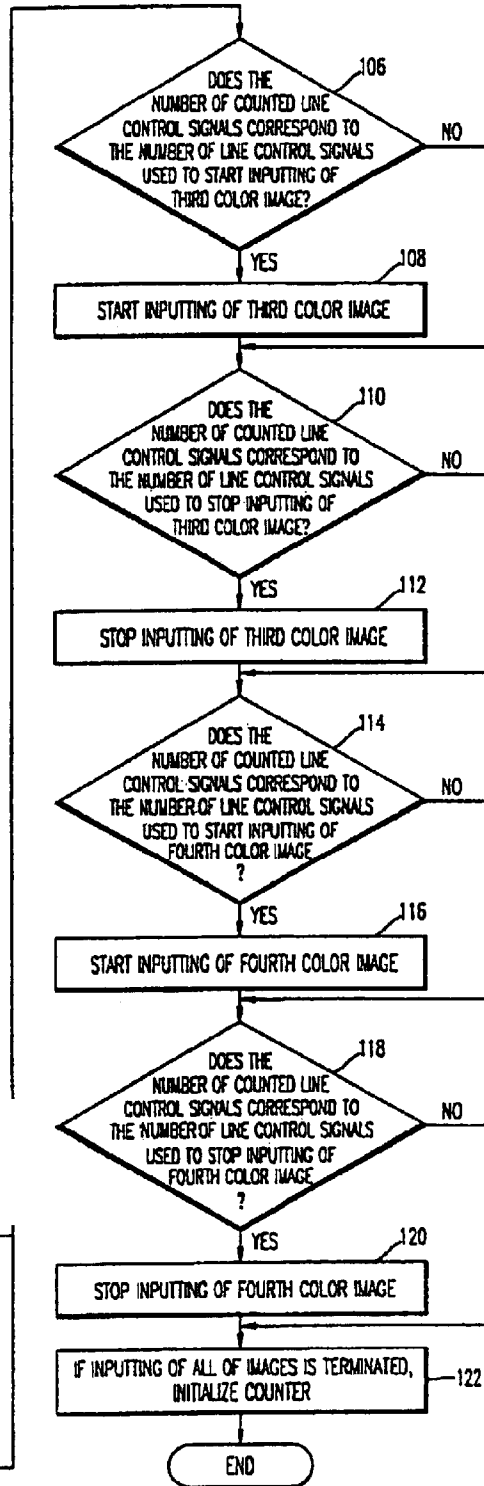 106
DOES THE
NUMBER OF COUNTED LINE
CONTROL SIGNALS CORRESPOND TO
THE NUMBER OF LINE CONTROL SIGNALS
USED TO START INPUTTING OF
THIRD COLOR IMAGE?
NO
YES
108
START INPUTTING OF THIRD COLOR IMAGE
110
DOES THE
NUMBER OF COUNTED LINE
CONTROL SIGNALS CORRESPOND TO
THE NUMBER OF LINE CONTROL SIGNALS
USED TO STOP INPUTTING OF
THIRD COLOR IMAGE?
NO
YES
112
STOP INPUTTING OF THIRD COLOR IMAGE
114
DOES THE
NUMBER OF COUNTED LINE
CONTROL SIGNALS CORRESPOND TO
THE NUMBER OF LINE CONTROL SIGNALS
USED TO START INPUTTING OF
FOURTH COLOR IMAGE
?
NO
YES
116
START INPUTTING OF FOURTH COLOR IMAGE
118
DOES THE
NUMBER OF COUNTED LINE
CONTROL SIGNALS CORRESPOND TO
THE NUMBER OF LINE CONTROL SIGNALS
USED TO STOP INPUTTING OF
FOURTH COLOR IMAGE
?
NO
YES
120
STOP INPUTTING OF FOURTH COLOR IMAGE
IF INPUTTING OF ALL OF IMAGES IS TERMINATED,
INITIALIZE COUNTER
122
END